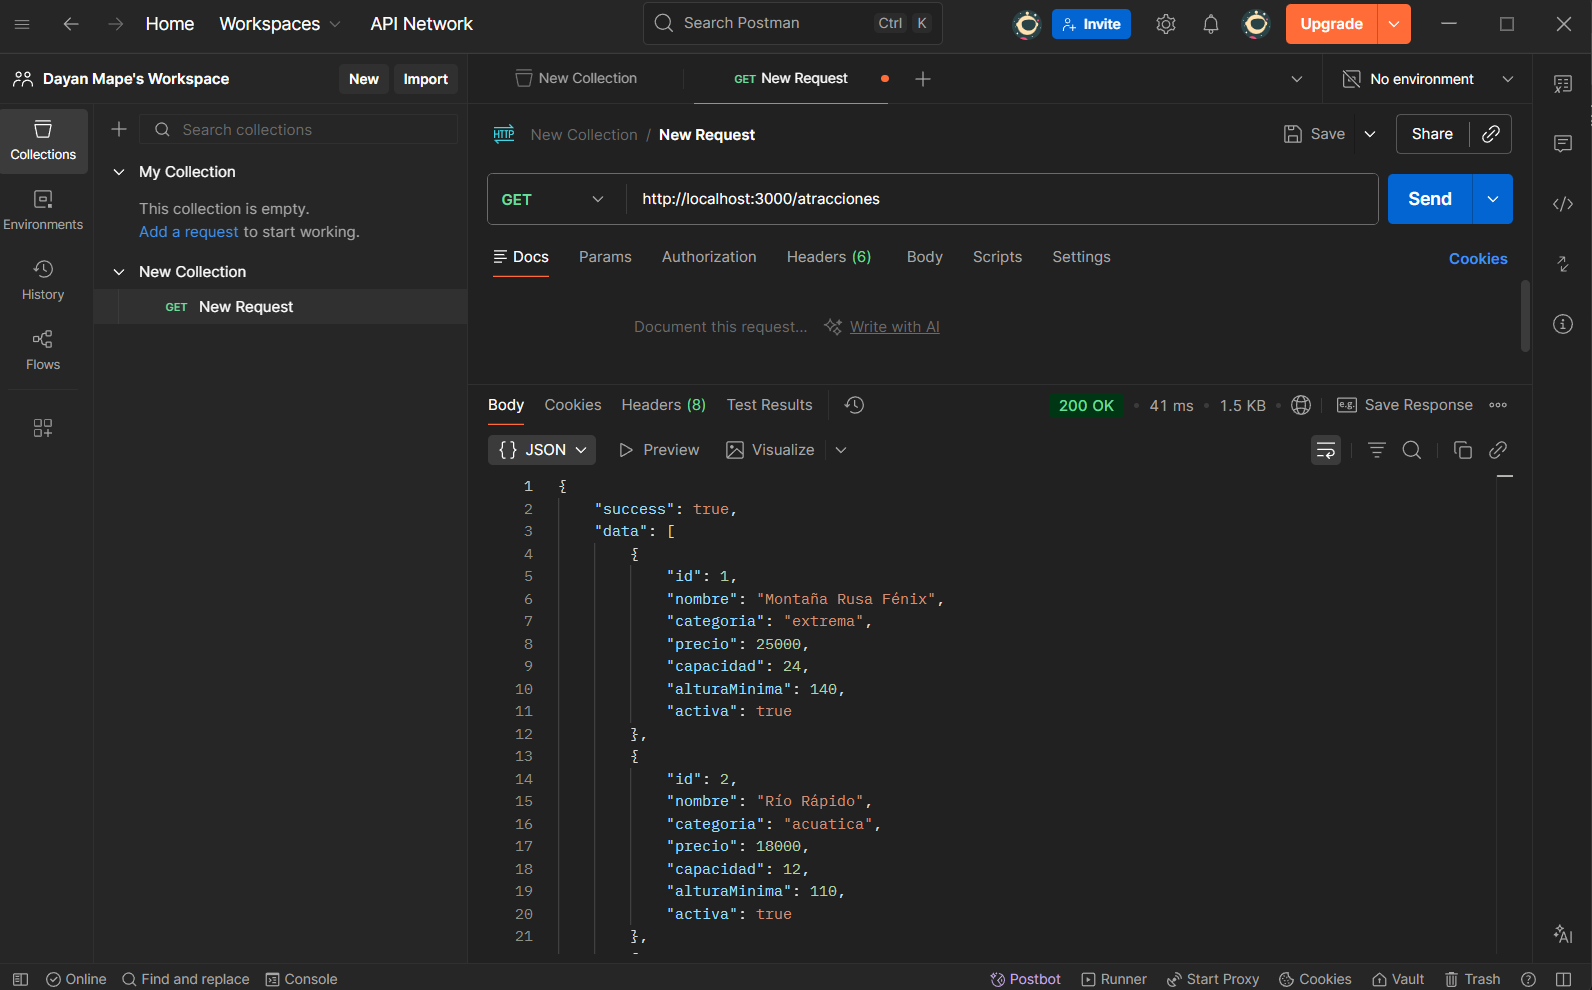 Home Workspaces API Network Search Postman Ctrl K Invite Upgrade
Dayan Mape's Workspace New Import New Collection GET New Request No environment
Search collections
HTTP New Collection / New Request Save Share
Collections
My Collection
This collection is empty.
Add a request to start working.
Environments
New Collection
GET New Request
History
Flows
GET http://localhost:3000/atracciones Send
Docs Params Authorization Headers (6) Body Scripts Settings Cookies
Document this request... Write with AI
Body Cookies Headers (8) Test Results 200 OK • 41 ms • 1.5 KB • e.g. Save Response
{} JSON Preview Visualize
1 {
2 "success": true,
3 "data": [
4 {
5 "id": 1,
6 "nombre": "Montaña Rusa Fénix",
7 "categoria": "extrema",
8 "precio": 25000,
9 "capacidad": 24,
10 "alturaMinima": 140,
11 "activa": true
12 },
13 {
14 "id": 2,
15 "nombre": "Río Rápido",
16 "categoria": "acuatica",
17 "precio": 18000,
18 "capacidad": 12,
19 "alturaMinima": 110,
20 "activa": true
21 },
AI
Online Find and replace Console Postbot Runner Start Proxy Cookies Vault Trash